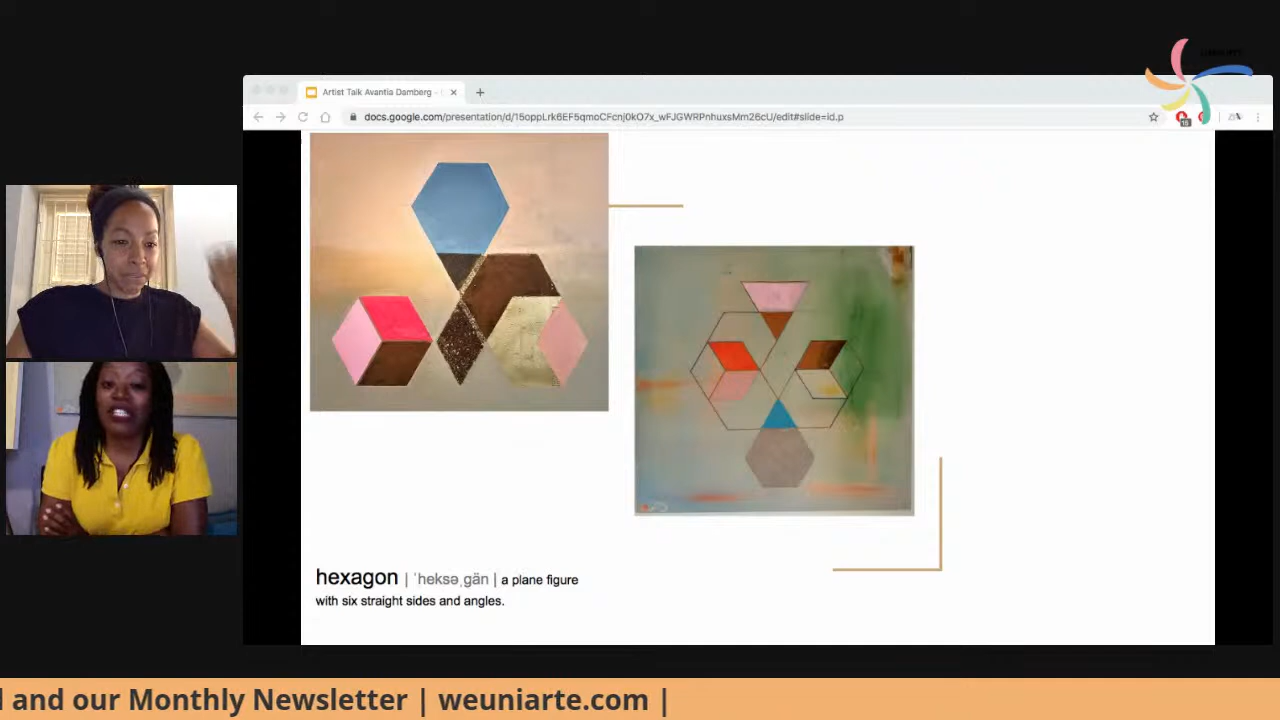 Artist Talk Avantia Damberg -
docs.google.com/presentation/d/15oppLrk6EF5qmoCFcnj0kO7x_wFJGWRPnhuxsMm26cU/edit#slide=id.p
hexagon | ˈheksəˌgän | a plane figure
with six straight sides and angles.
and our Monthly Newsletter | weuniarte.com |